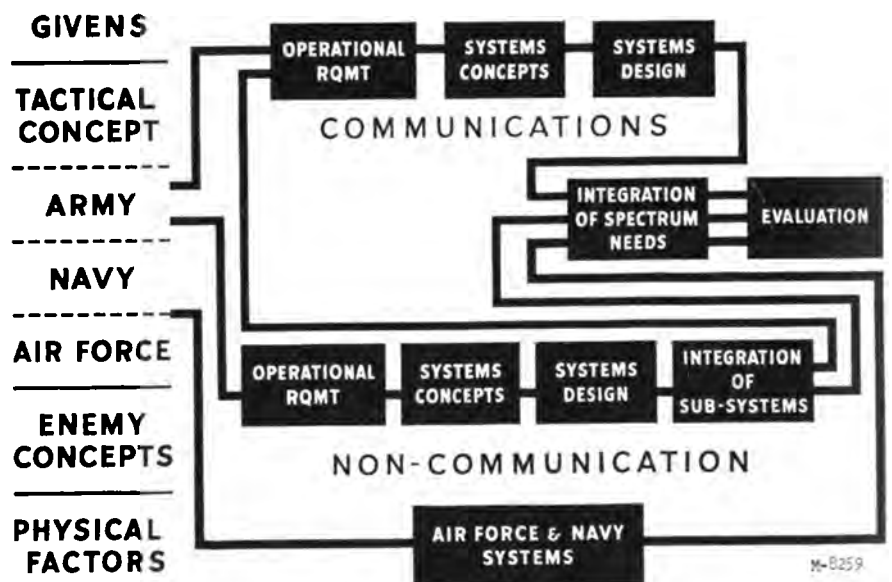 GIVENS
TACTICAL
CONCEPT
ARMY
NAVY
AIR FORCE
ENEMY
CONCEPTS
PHYSICAL
FACTORS
OPERATIONAL
RQMT
SYSTEMS
CONCEPTS
SYSTEMS
DESIGN
COMMUNICATIONS
INTEGRATION
OF SPECTRUM
NEEDS
EVALUATION
OPERATIONAL
RQMT
SYSTEMS
CONCEPTS
SYSTEMS
DESIGN
INTEGRATION
OF
SUB-SYSTEMS
NON-COMMUNICATION
AIR FORCE & NAVY
SYSTEMS
M-8259